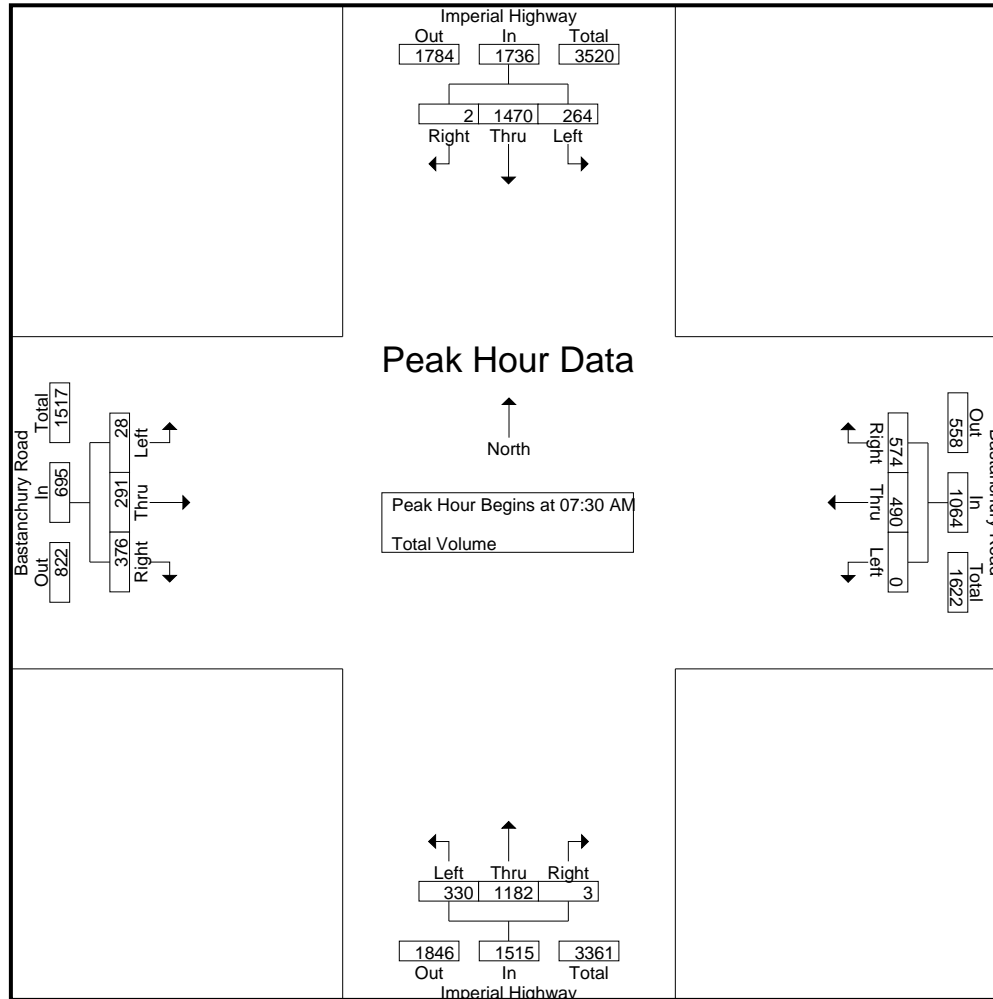 Imperial Highway
Out In Total
1784 1736 3520
2 1470 264
Right Thru Left
Peak Hour Data
North
Peak Hour Begins at 07:30 AM
Total Volume
Bastanchury Road
Total In Out
1517 695 822
28 291 376
Left Thru Right
Road
Out In Total
558 1064 1622
574 490 0
Right Thru Left
Left Thru Right
330 1182 3
1846 1515 3361
Out In Total
Imperial Highway